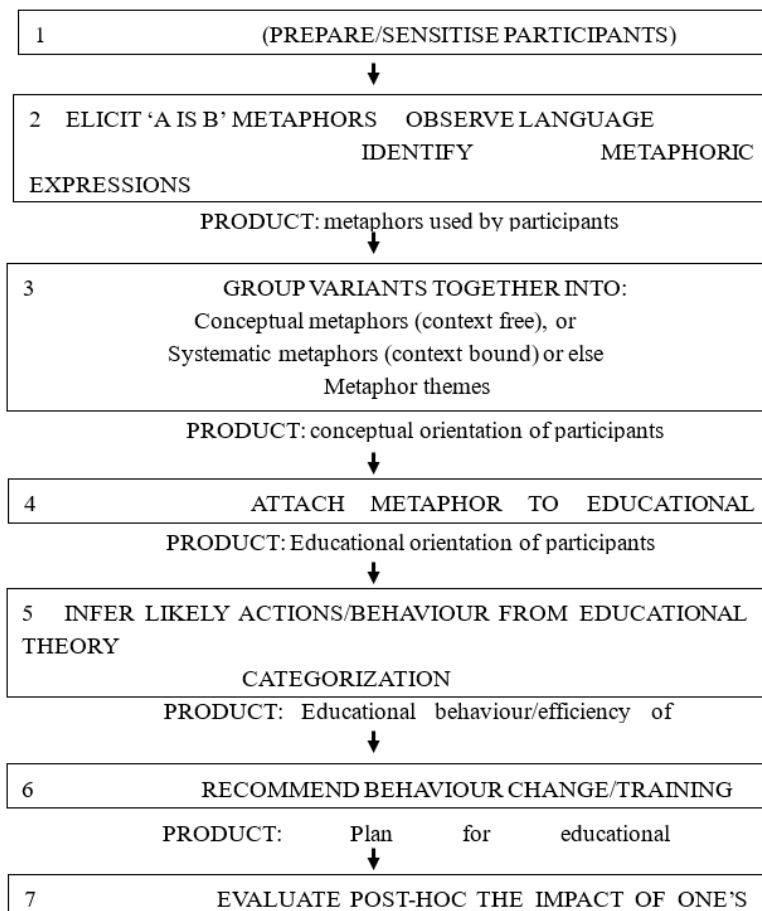 1 (PREPARE/SENSITISE PARTICIPANTS)
2 ELICIT ‘A IS B’ METAPHORS OBSERVE LANGUAGE
IDENTIFY METAPHORIC
EXPRESSIONS
PRODUCT: metaphors used by participants
3 GROUP VARIANTS TOGETHER INTO:
Conceptual metaphors (context free), or
Systematic metaphors (context bound) or else
Metaphor themes
PRODUCT: conceptual orientation of participants
4 ATTACH METAPHOR TO EDUCATIONAL
PRODUCT: Educational orientation of participants
5 INFER LIKELY ACTIONS/BEHAVIOUR FROM EDUCATIONAL
THEORY
CATEGORIZATION
PRODUCT: Educational behaviour/efficiency of
6 RECOMMEND BEHAVIOUR CHANGE/TRAINING
PRODUCT: Plan for educational
7 EVALUATE POST-HOC THE IMPACT OF ONE’S